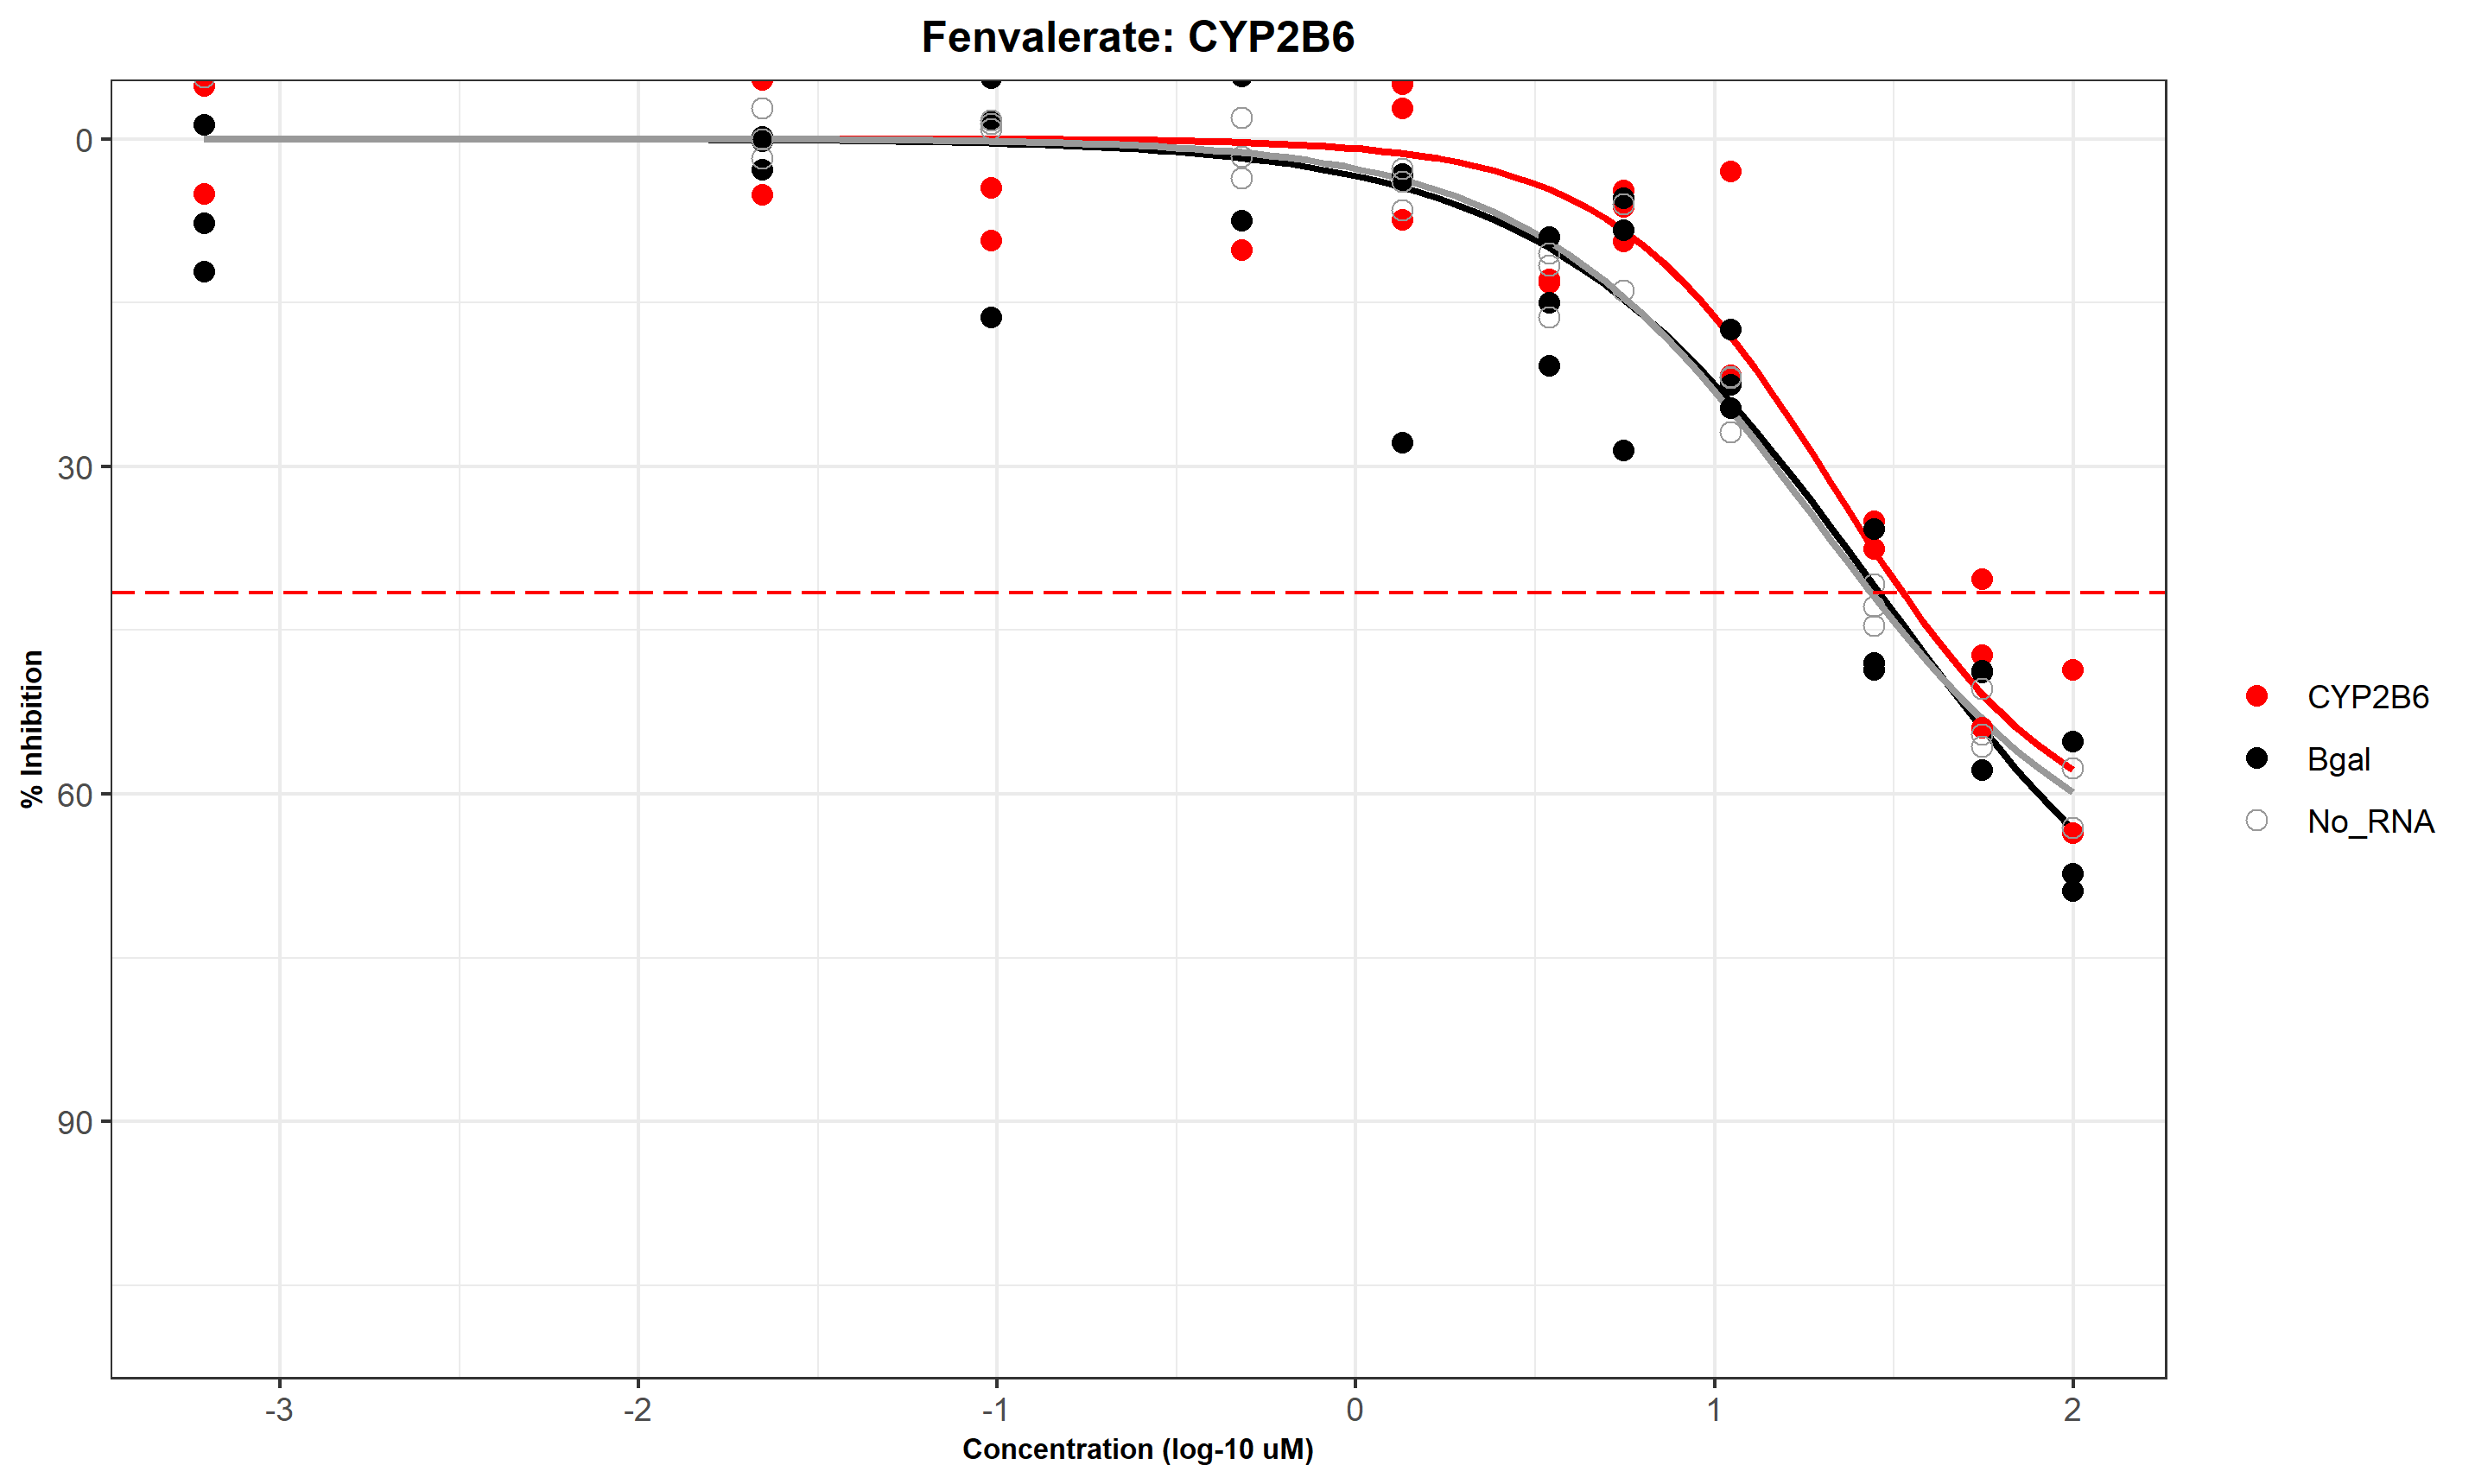 Fenvalerate: CYP2B6
% Inhibition
0
30
60
90
-3
-2
-1
0
1
2
Concentration (log-10 uM)
CYP2B6
Bgal
No_RNA